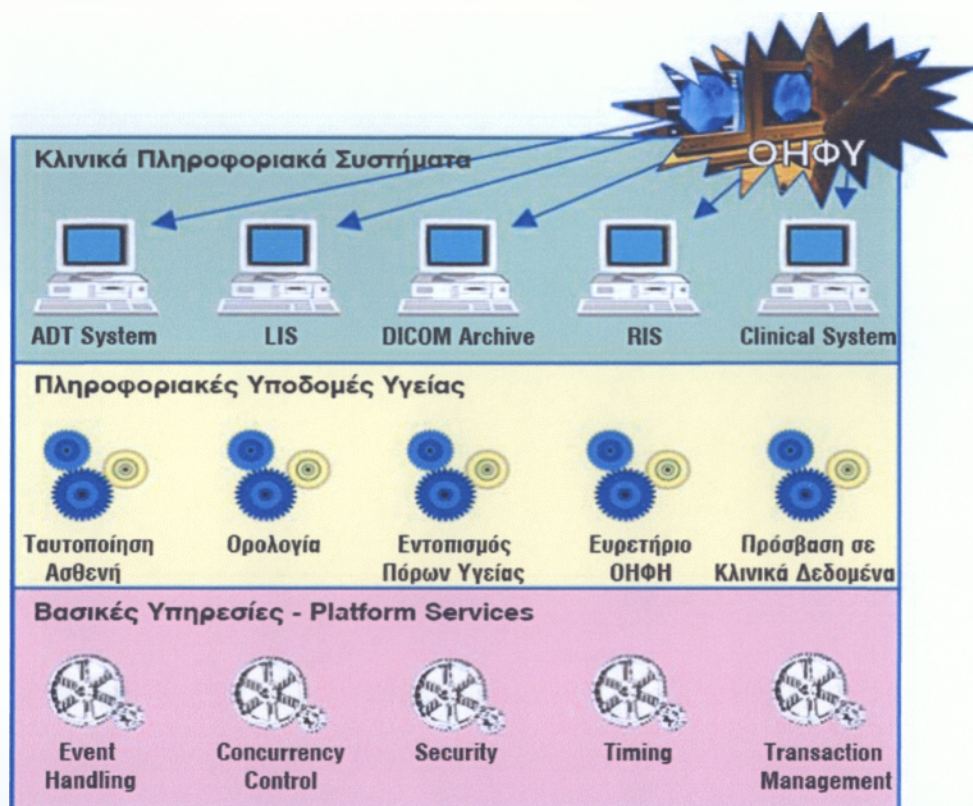 ΟΗΦΥ
Κλινικά Πληροφοριακά Συστήματα
ADT System
LIS
DICOM Archive
RIS
Clinical System
Πληροφοριακές Υποδομές Υγείας
Ταυτοποίηση
Ασθενή
Ορολογία
Εντοπισμός
Πόρων Υγείας
Ευρετήριο
ΟΗΦΗ
Πρόσβαση σε
Κλινικά Δεδομένα
Βασικές Υπηρεσίες - Platform Services
Event
Handling
Concurrency
Control
Security
Timing
Transaction
Management